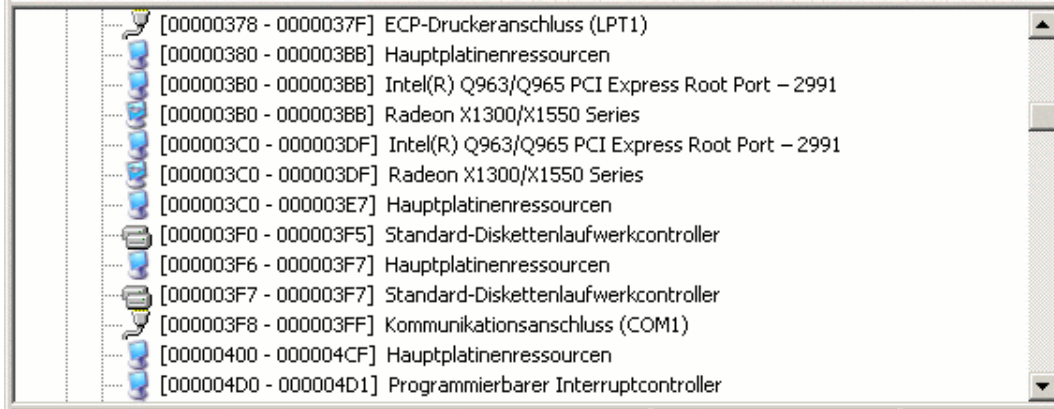 [00000378 - 0000037F] ECP-Druckeranschluss (LPT1)
[00000380 - 000003BB] Hauptplatinenressourcen
[000003B0 - 000003BB] Intel(R) Q963/Q965 PCI Express Root Port – 2991
[000003B0 - 000003BB] Radeon X1300/X1550 Series
[000003C0 - 000003DF] Intel(R) Q963/Q965 PCI Express Root Port – 2991
[000003C0 - 000003DF] Radeon X1300/X1550 Series
[000003C0 - 000003E7] Hauptplatinenressourcen
[000003F0 - 000003F5] Standard-Diskettenlaufwerkcontroller
[000003F6 - 000003F7] Hauptplatinenressourcen
[000003F7 - 000003F7] Standard-Diskettenlaufwerkcontroller
[000003F8 - 000003FF] Kommunikationsanschluss (COM1)
[00000400 - 000004CF] Hauptplatinenressourcen
[000004D0 - 000004D1] Programmierbarer Interruptcontroller